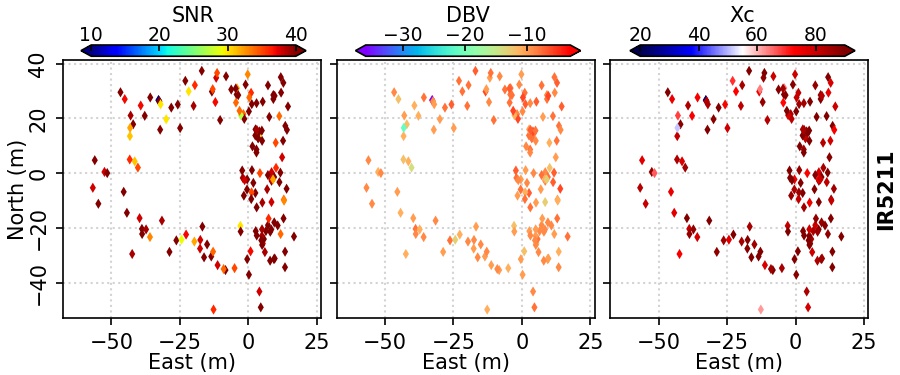 SNR DBV Xc
10 20 30 40 −30 −20 −10 20 40 60 80
40
20
0
−20
−40
North (m)
IR5211
−50 −25 0 25 −50 −25 0 25 −50 −25 0 25
East (m) East (m) East (m)